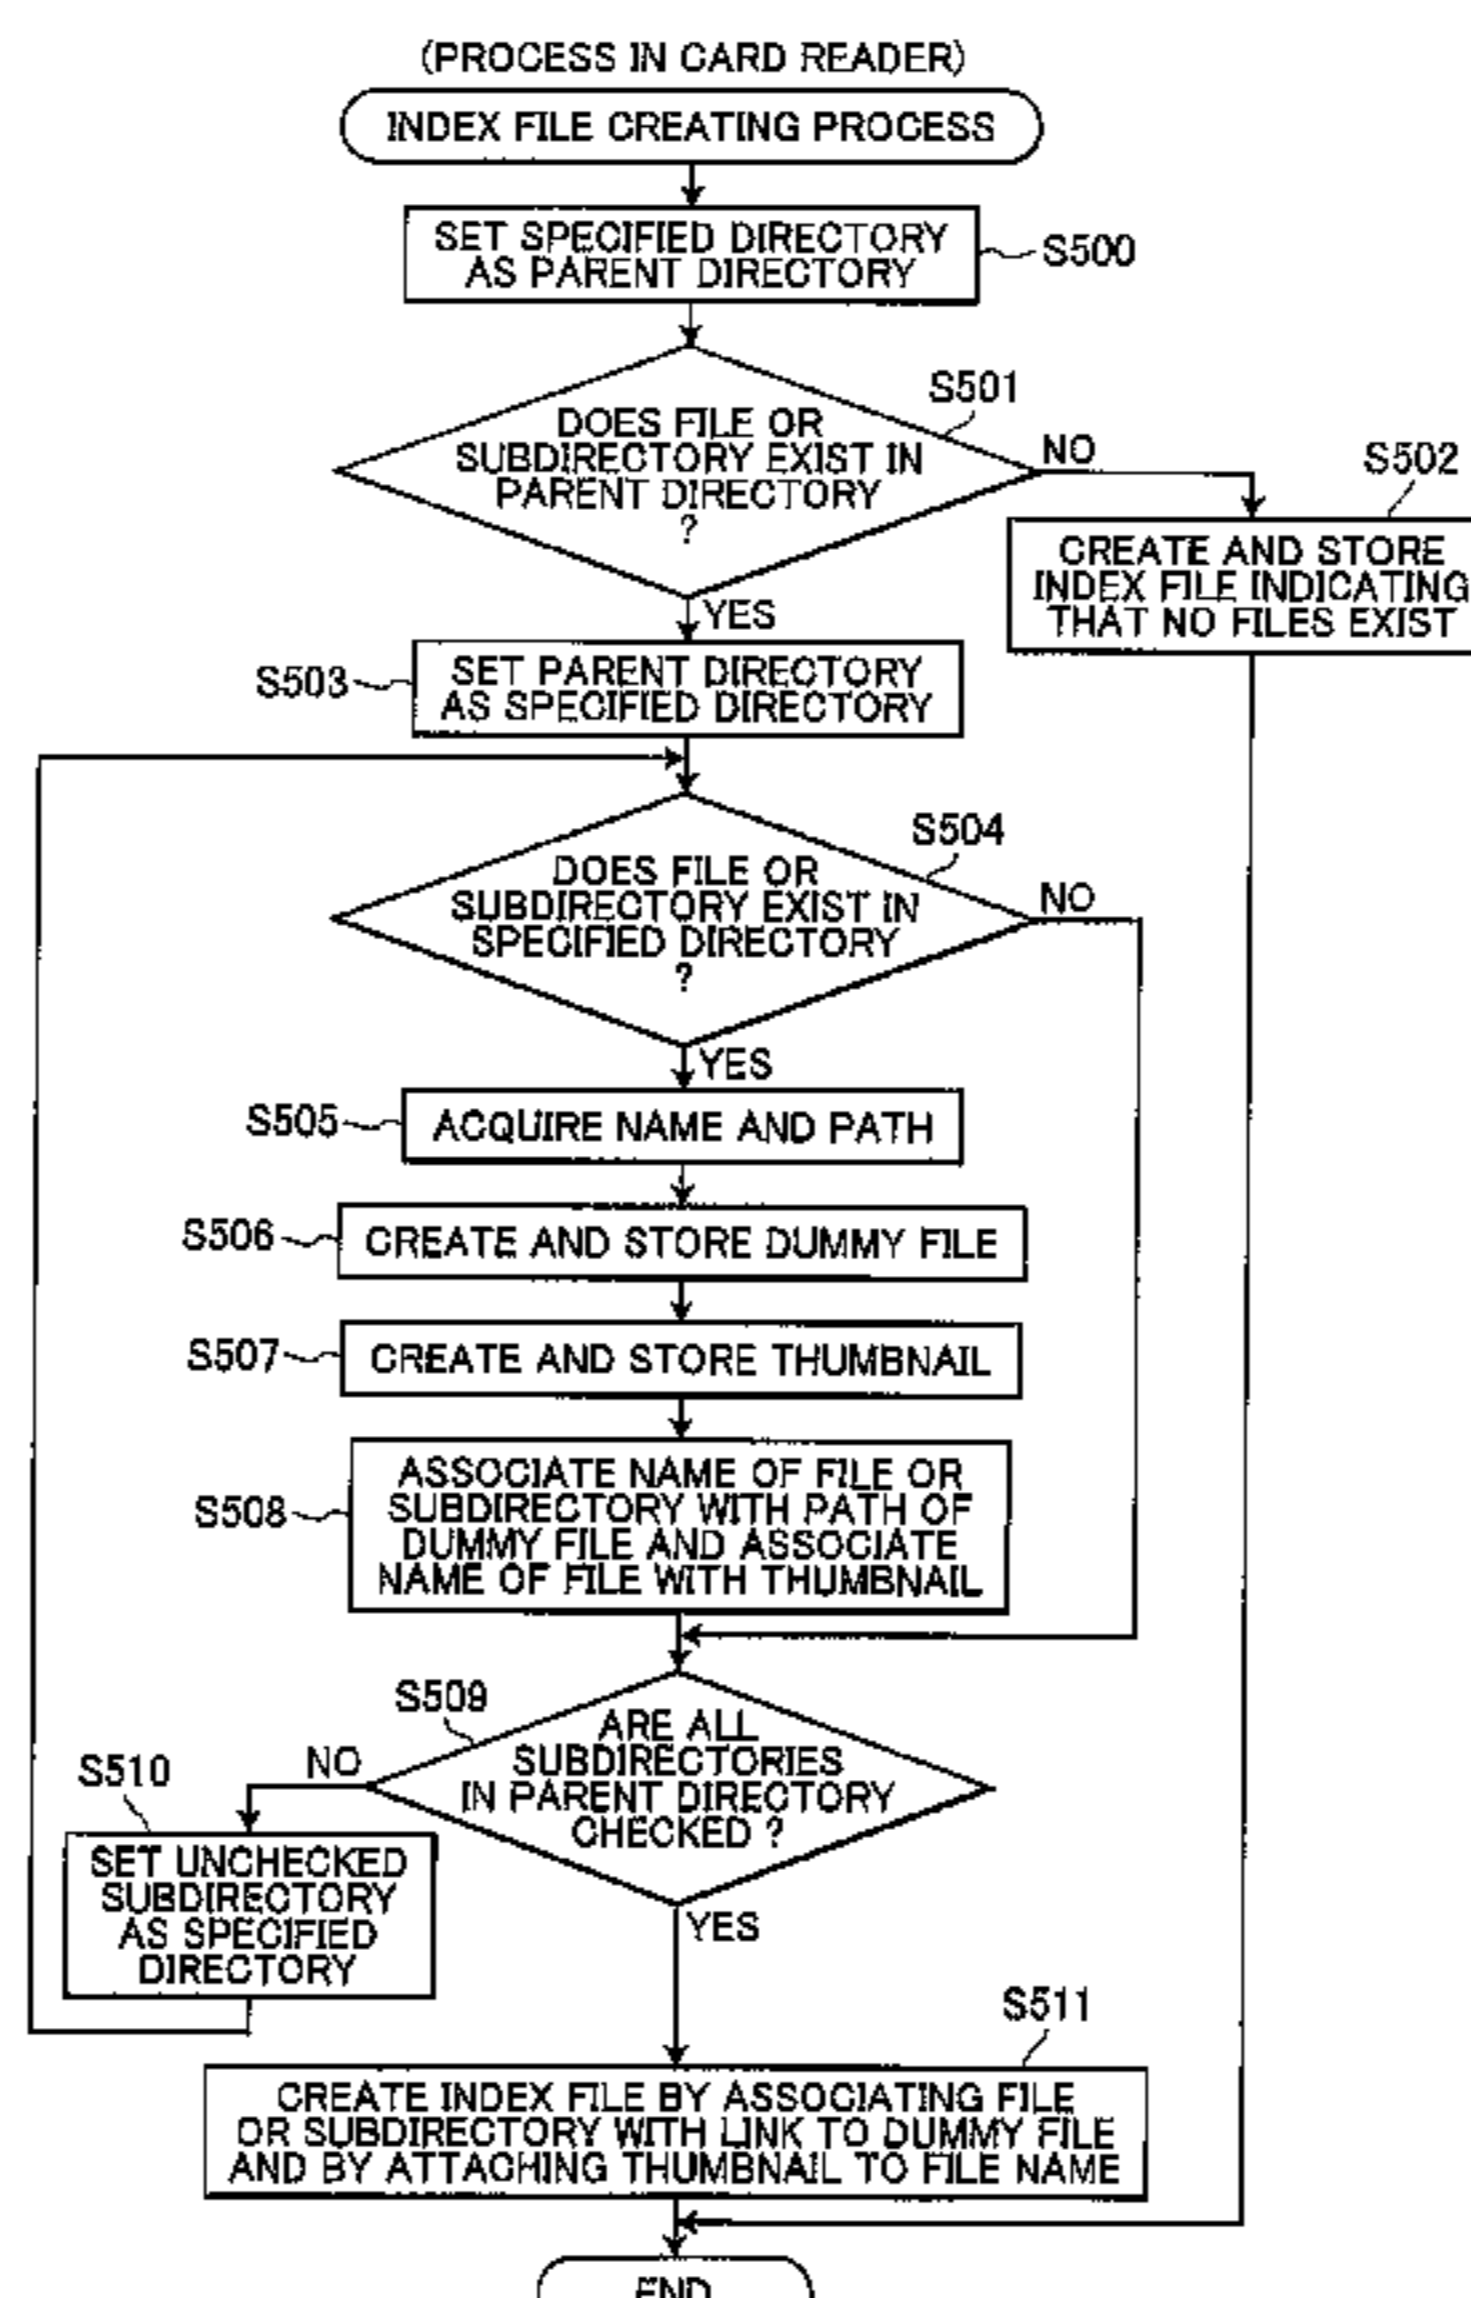 (PROCESS IN CARD READER)
INDEX FILE CREATING PROCESS
SET SPECIFIED DIRECTORY
AS PARENT DIRECTORY
S500
S501
DOES FILE OR
SUBDIRECTORY EXIST IN
PARENT DIRECTORY
?
NO
S502
CREATE AND STORE
INDEX FILE INDICATING
THAT NO FILES EXIST
YES
S503
SET PARENT DIRECTORY
AS SPECIFIED DIRECTORY
S504
DOES FILE OR
SUBDIRECTORY EXIST IN
SPECIFIED DIRECTORY
?
NO
YES
S505
ACQUIRE NAME AND PATH
S506
CREATE AND STORE DUMMY FILE
S507
CREATE AND STORE THUMBNAIL
S508
ASSOCIATE NAME OF FILE OR
SUBDIRECTORY WITH PATH OF
DUMMY FILE AND ASSOCIATE
NAME OF FILE WITH THUMBNAIL
S509
ARE ALL
SUBDIRECTORIES
IN PARENT DIRECTORY
CHECKED ?
NO
S510
SET UNCHECKED
SUBDIRECTORY
AS SPECIFIED
DIRECTORY
YES
S511
CREATE INDEX FILE BY ASSOCIATING FILE
OR SUBDIRECTORY WITH LINK TO DUMMY FILE
AND BY ATTACHING THUMBNAIL TO FILE NAME
END